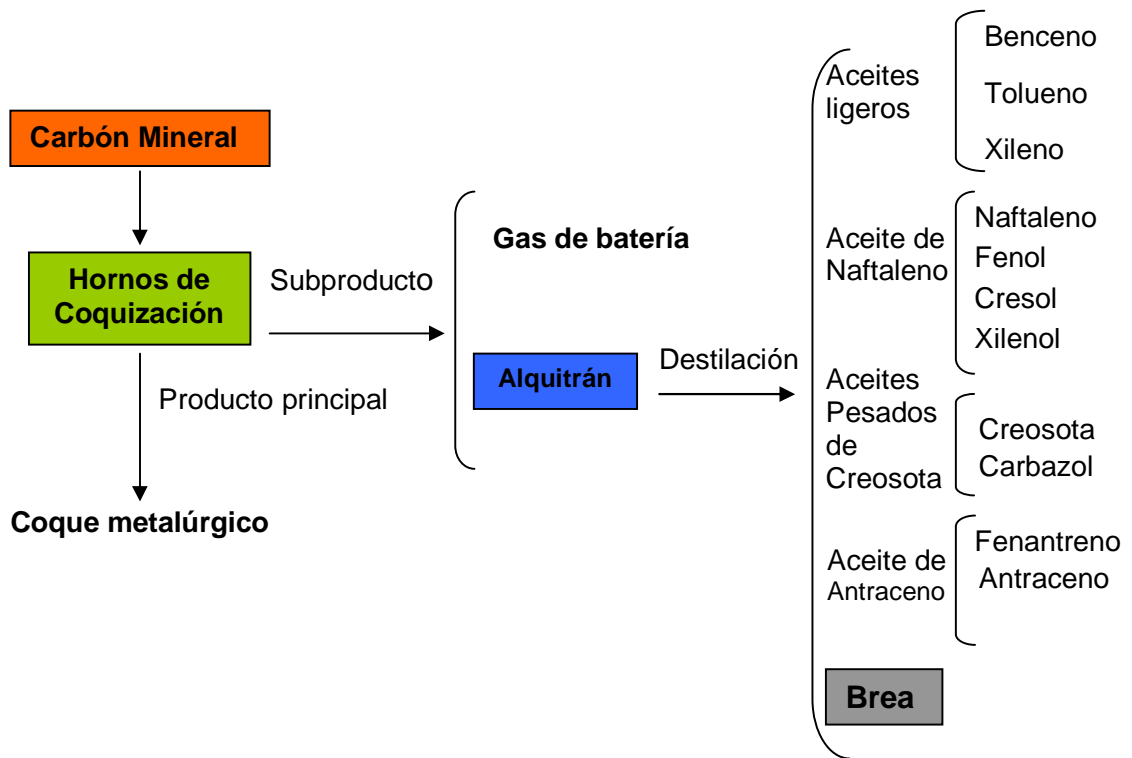 Carbón Mineral
Hornos de
Coquización
Producto principal
Coque metalúrgico
Subproducto
Gas de batería
Alquitrán
Destilación
Aceites
ligeros
Benceno
Tolueno
Xileno
Aceite de
Naftaleno
Naftaleno
Fenol
Cresol
Xilenol
Aceites
Pesados
de
Creosota
Creosota
Carbazol
Aceite de
Antraceno
Fenantreno
Antraceno
Brea